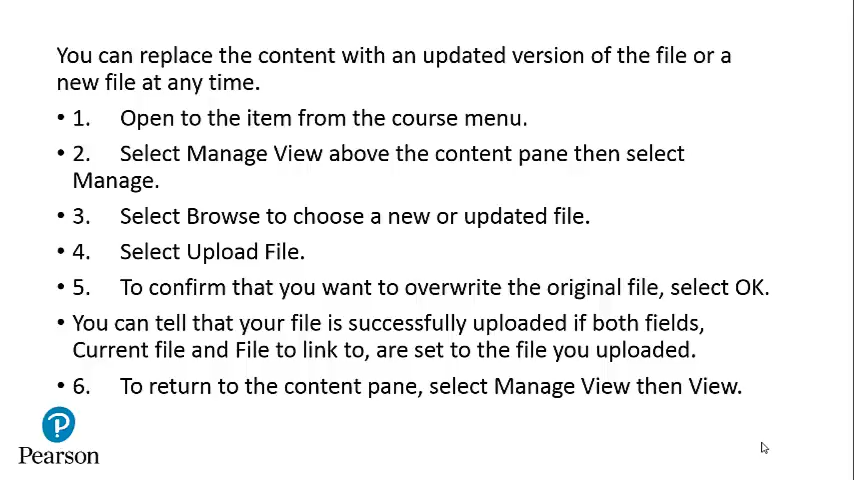 You can replace the content with an updated version of the file or a
new file at any time.
• 1. Open to the item from the course menu.
• 2. Select Manage View above the content pane then select
Manage.
• 3. Select Browse to choose a new or updated file.
• 4. Select Upload File.
• 5. To confirm that you want to overwrite the original file, select OK.
• You can tell that your file is successfully uploaded if both fields,
Current file and File to link to, are set to the file you uploaded.
• 6. To return to the content pane, select Manage View then View.
P
Pearson